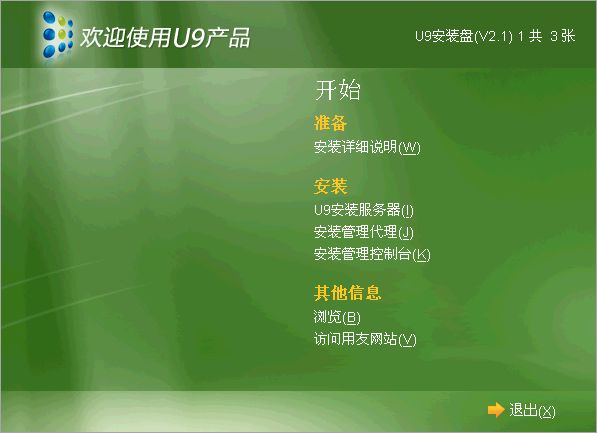 欢迎使用U9产品
U9安装盘(V2.1) 1 共 3 张
开始
准备
安装详细说明(W)
安装
U9安装服务器(I)
安装管理代理(J)
安装管理控制台(K)
其他信息
浏览(B)
访问用友网站(V)
退出(X)